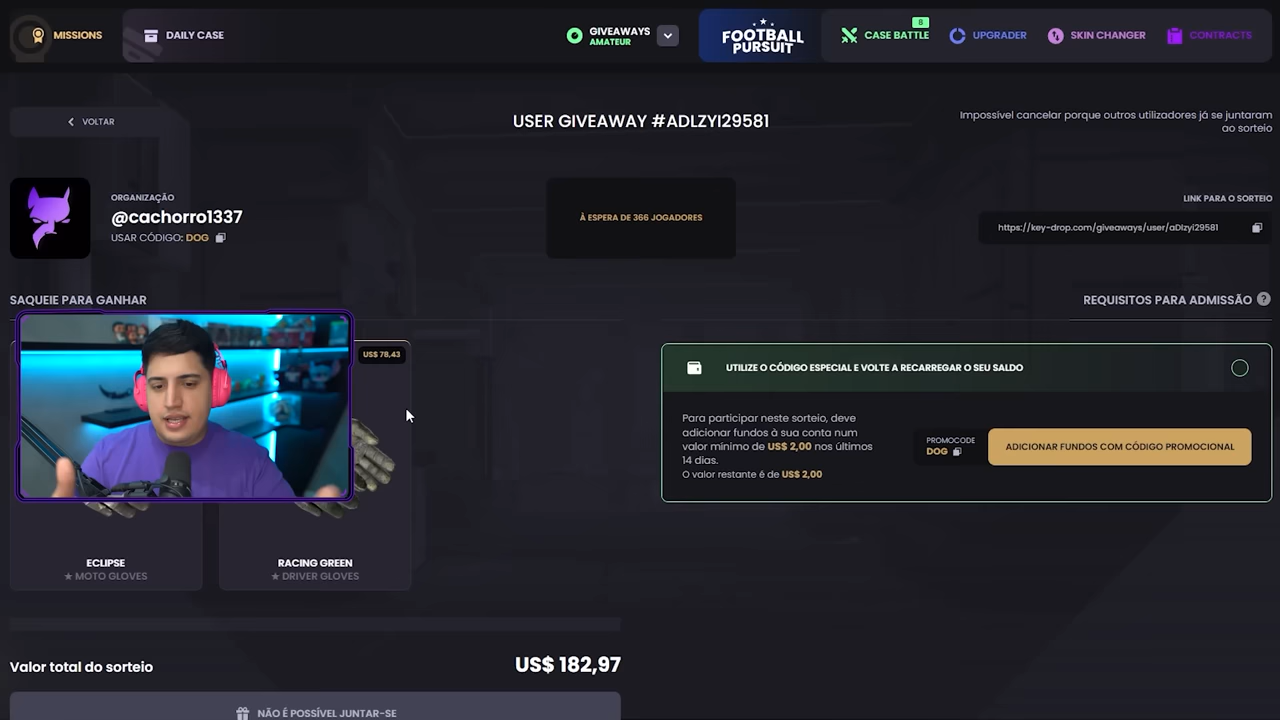 MISSIONS
DAILY CASE
GIVEAWAYS
AMATEUR
FOOTBALL
PURSUIT
8
CASE BATTLE
UPGRADER
SKIN CHANGER
CONTRACTS
VOLTAR
USER GIVEAWAY #ADLZYI29581
Impossível cancelar porque outros utilizadores já se juntaram
ao sorteio
ORGANIZAÇÃO
@cachorro1337
USAR CÓDIGO: DOG
À ESPERA DE 366 JOGADORES
LINK PARA O SORTEIO
https://key-drop.com/giveaways/user/aDlzyi29581
SAQUEIE PARA GANHAR
REQUISITOS PARA ADMISSÃO ?
US$ 78,43
ECLIPSE
★ MOTO GLOVES
RACING GREEN
★ DRIVER GLOVES
UTILIZE O CÓDIGO ESPECIAL E VOLTE A RECARREGAR O SEU SALDO
Para participar neste sorteio, deve
adicionar fundos à sua conta num
valor mínimo de US$ 2,00 nos últimos
14 dias.
O valor restante é de US$ 2,00
PROMOCODE
DOG
ADICIONAR FUNDOS COM CÓDIGO PROMOCIONAL
Valor total do sorteio
US$ 182,97
NÃO É POSSÍVEL JUNTAR-SE